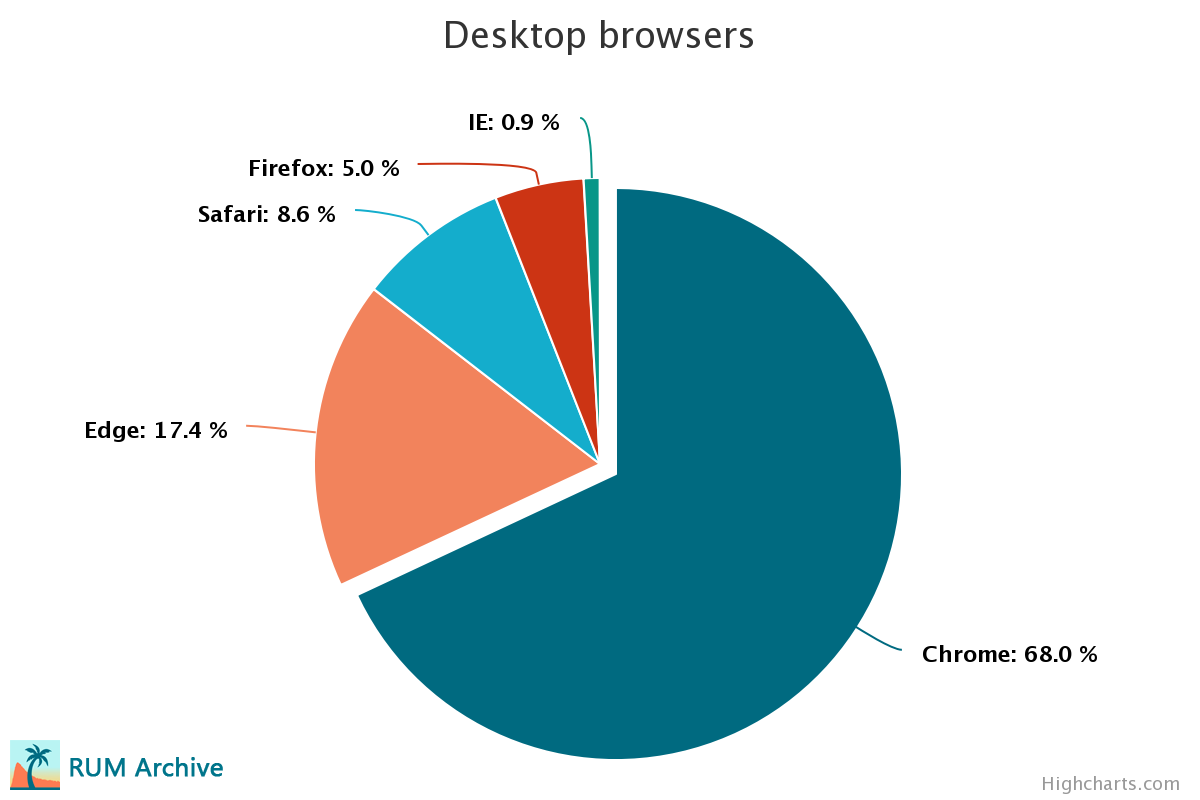 Desktop browsers
IE: 0.9 %
Firefox: 5.0 %
Safari: 8.6 %
Edge: 17.4 %
Chrome: 68.0 %
RUM Archive
Highcharts.com